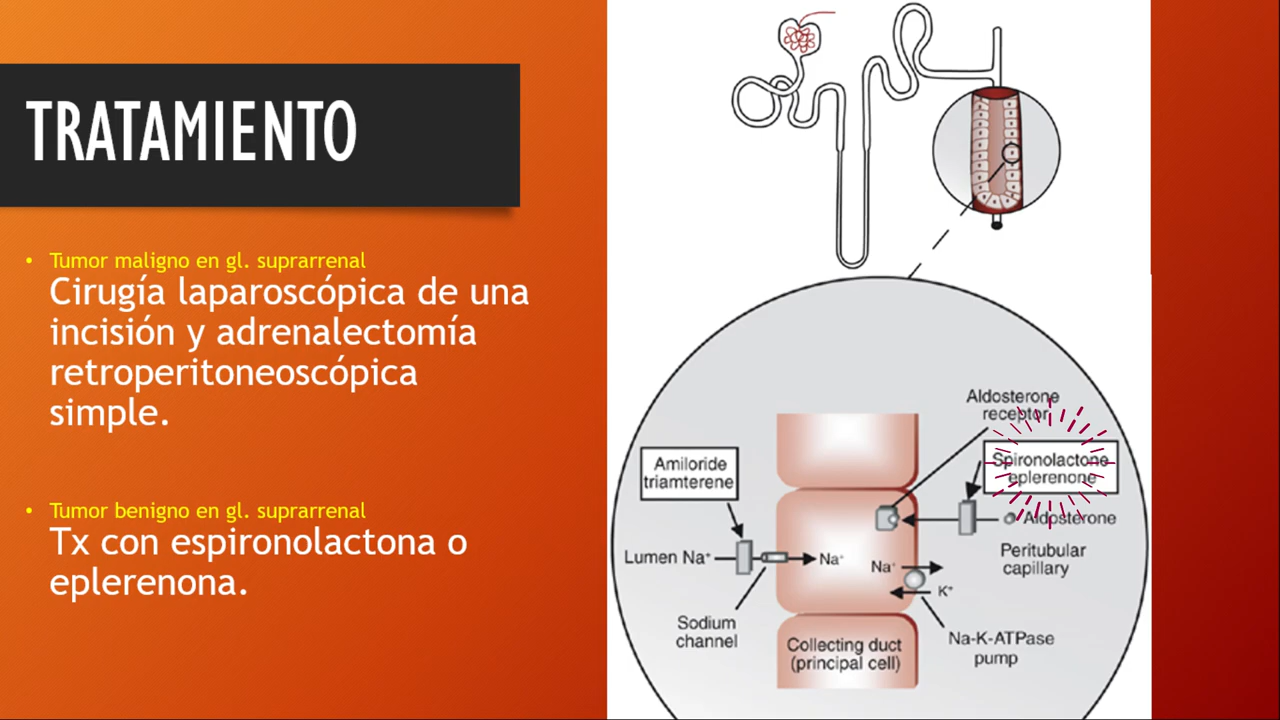 TRATAMIENTO
• Tumor maligno en gl. suprarrenal
Cirugía laparoscópica de una
incisión y adrenalectomía
retroperitoneoscópica
simple.
• Tumor benigno en gl. suprarrenal
Tx con espironolactona o
eplerenona.
Aldosterone
receptor
Amiloride
triamterene
Spironolactone
eplerenone
Aldosterone
Peritubular
capillary
Lumen Na⁺
Na⁺
Na⁺
K⁺
Sodium
channel
Collecting duct
(principal cell)
Na-K-ATPase
pump